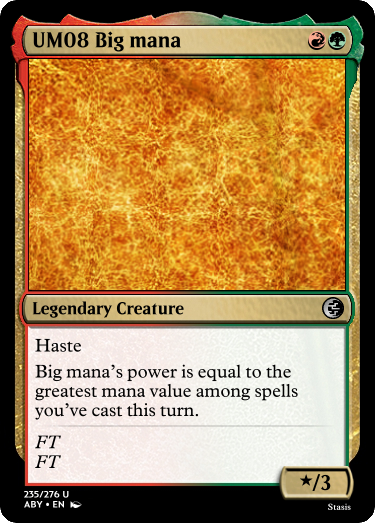 UM08 Big mana
Legendary Creature
Haste
Big mana's power is equal to the
greatest mana value among spells
you've cast this turn.
FT
FT
★/3
235/276 U
ABY • EN
Stasis